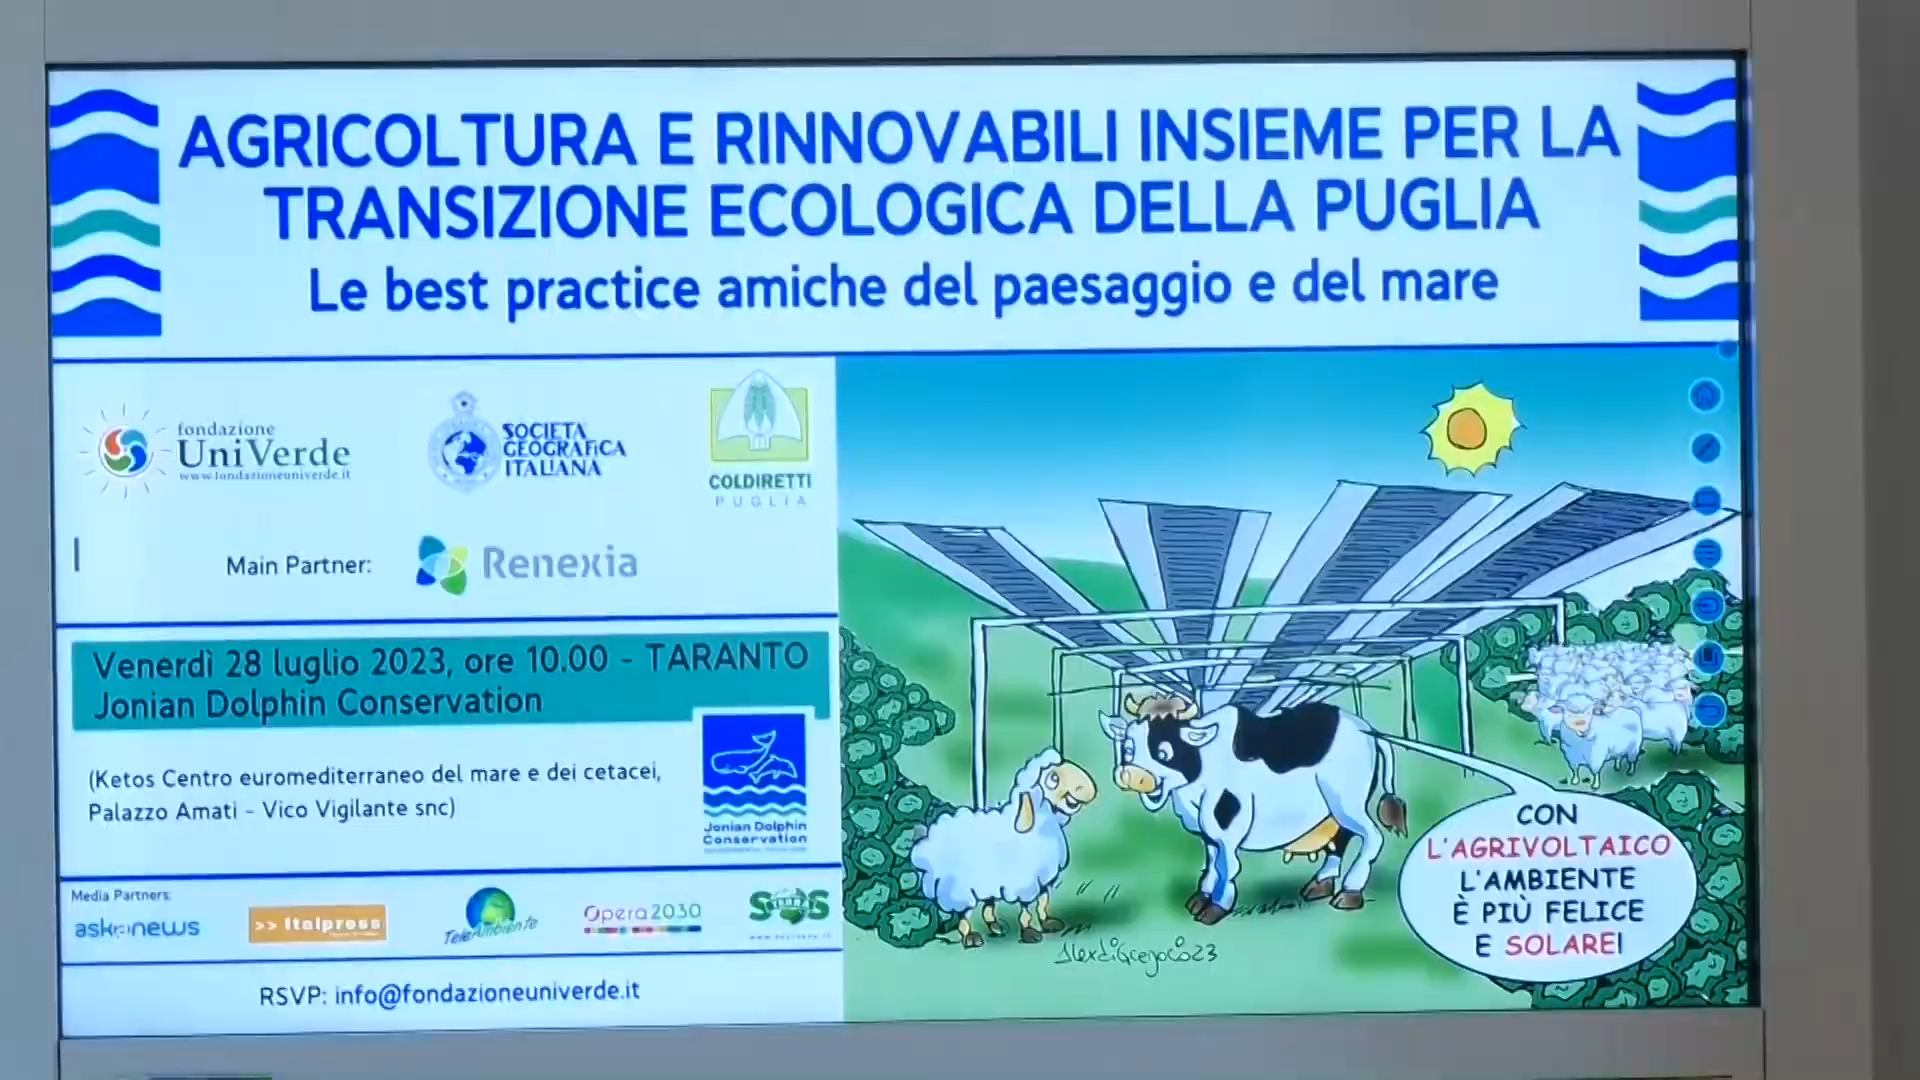 AGRICOLTURA E RINNOVABILI INSIEME PER LA
TRANSIZIONE ECOLOGICA DELLA PUGLIA
Le best practice amiche del paesaggio e del mare
fondazione
UniVerde
www.fondazioneuniverde.it
SOCIETÀ
GEOGRAFICA
ITALIANA
COLDIRETTI
PUGLIA
Main Partner:
Renexia
Venerdì 28 luglio 2023, ore 10.00 - TARANTO
Jonian Dolphin Conservation
(Ketos Centro euromediterraneo del mare e dei cetacei,
Palazzo Amati - Vico Vigilante snc)
Jonian Dolphin
Conservation
Media Partners:
askanews
>> Italpress
TeleAmbiente
Opera2030
SOS
RSVP: info@fondazioneuniverde.it
CON
L'AGRIVOLTAICO
L'AMBIENTE
È PIÙ FELICE
E SOLARE!